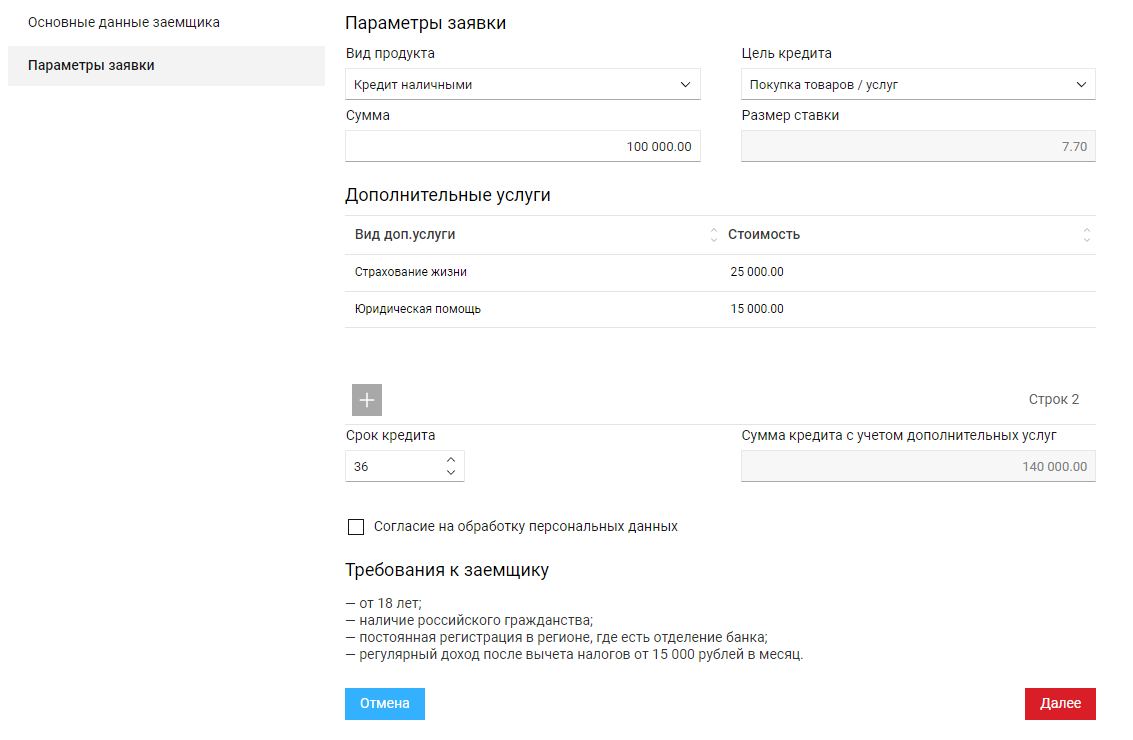 Основные данные заемщика
Параметры заявки
Параметры заявки
Вид продукта
Цель кредита
Кредит наличными
Покупка товаров / услуг
Сумма
Размер ставки
100 000.00
7.70
Дополнительные услуги
Вид доп.услуги
Стоимость
Страхование жизни
25 000.00
Юридическая помощь
15 000.00
Строк 2
Срок кредита
Сумма кредита с учетом дополнительных услуг
36
140 000.00
Согласие на обработку персональных данных
Требования к заемщику
— от 18 лет;
— наличие российского гражданства;
— постоянная регистрация в регионе, где есть отделение банка;
— регулярный доход после вычета налогов от 15 000 рублей в месяц.
Отмена
Далее